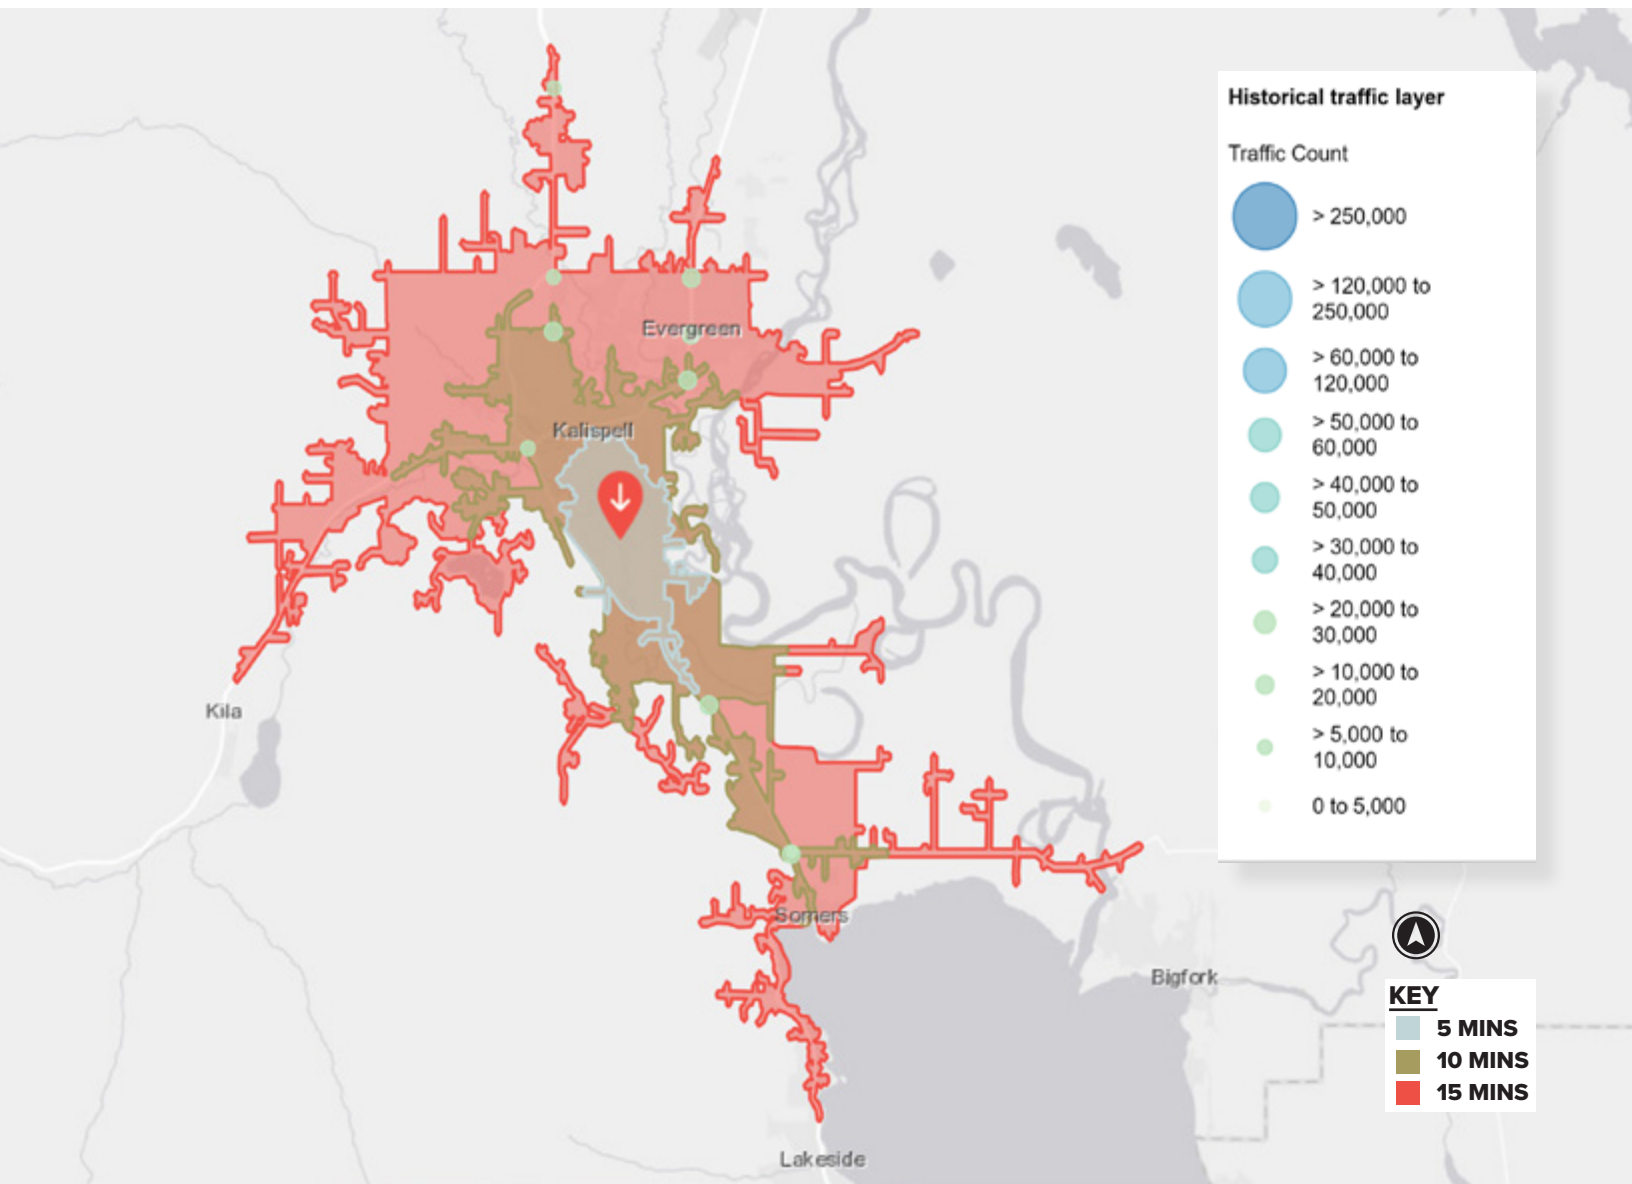 Historical traffic layer
Traffic Count
> 250,000
> 120,000 to
250,000
> 60,000 to
120,000
> 50,000 to
60,000
> 40,000 to
50,000
> 30,000 to
40,000
> 20,000 to
30,000
> 10,000 to
20,000
> 5,000 to
10,000
0 to 5,000
Evergreen
Kalispell
Kila
Somers
Bigfork
Lakeside
KEY
5 MINS
10 MINS
15 MINS